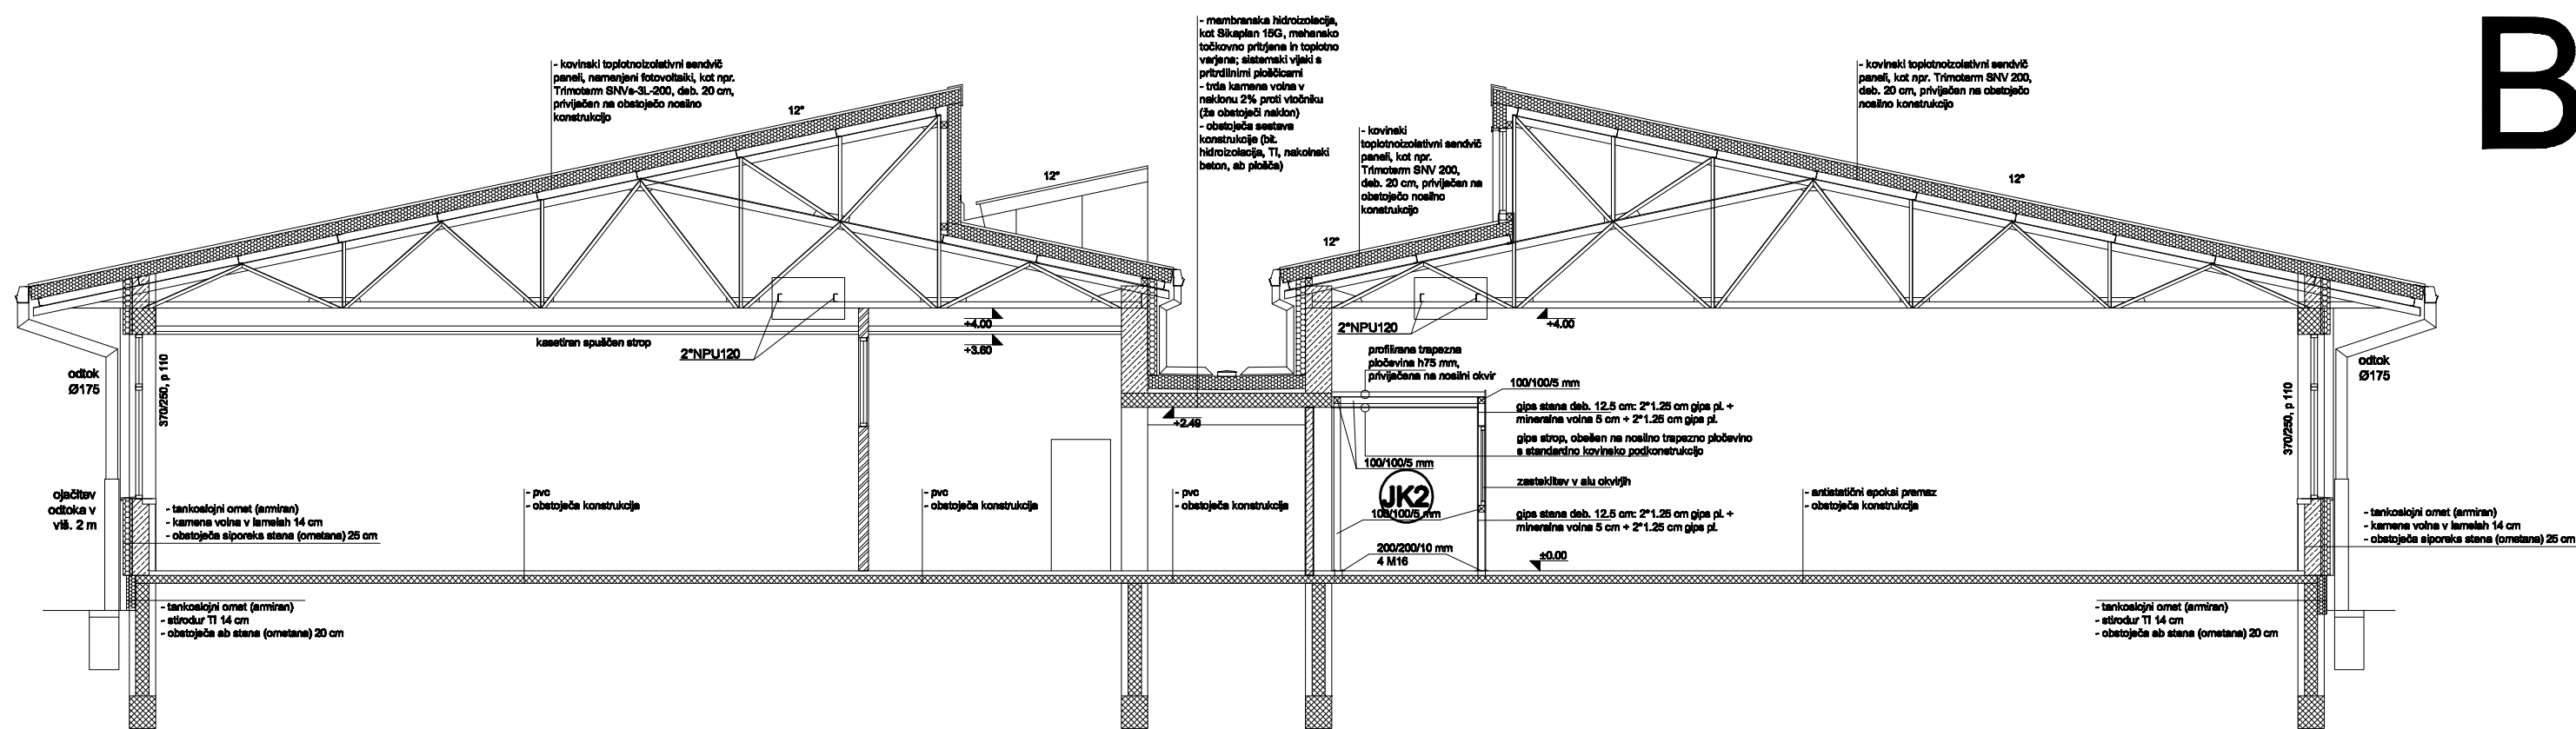 B
- membranska hidroizolacija,
kot Sikaplan 15G, mehansko
točkovno pritrjena in toplotno
varjena; sistemski vijaki s
pritrdilnimi ploščicami
- trda kamena volna v
naklonu 2% proti vtočniku
(že obstoječi naklon)
- obstoječa sestava
konstrukcije (bit.
hidroizolacija, TI, naklonski
beton, ab plošča)
- kovinski toplotnoizolativni sendvič
paneli, namenjeni fotovoltaiki, kot npr.
Trimoterm SNVs-3L-200, deb. 20 cm,
privijačen na obstoječo nosilno
konstrukcijo
- kovinski toplotnoizolativni sendvič
paneli, kot npr. Trimoterm SNV 200,
deb. 20 cm, privijačen na obstoječo
nosilno konstrukcijo
- kovinski
toplotnoizolativni sendvič
paneli, kot npr.
Trimoterm SNV 200,
deb. 20 cm, privijačen na
obstoječo nosilno
konstrukcijo
12°
12°
12°
12°
+4.00
+3.60
+4.00
kasetiran spuščen strop
2*NPU120
2*NPU120
profilirana trapezna
pločevina h75 mm,
privijačena na nosilni okvir
100/100/5 mm
odtok
Ø175
370/250, p 110
370/250, p 110
odtok
Ø175
gips stena deb. 12.5 cm: 2*1.25 cm gips pl. +
mineralna volna 5 cm + 2*1.25 cm gips pl.
+2.49
gips strop, obešen na nosilno trapezno pločevino
s standardno kovinsko podkonstrukcijo
100/100/5 mm
JK2
zasteklitev v alu okvirjih
100/100/5 mm
gips stena deb. 12.5 cm: 2*1.25 cm gips pl. +
mineralna volna 5 cm + 2*1.25 cm gips pl.
ojačitev
odtoka v
viš. 2 m
- tankoslojni omet (armiran)
- kamena volna v lamelah 14 cm
- obstoječa siporeks stena (ometana) 25 cm
- pvc
- obstoječa konstrukcija
- pvc
- obstoječa konstrukcija
- pvc
- obstoječa konstrukcija
- antistatični epoksi premaz
- obstoječa konstrukcija
- tankoslojni omet (armiran)
- kamena volna v lamelah 14 cm
- obstoječa siporeks stena (ometana) 25 cm
200/200/10 mm
4 M16
±0.00
- tankoslojni omet (armiran)
- stirodur TI 14 cm
- obstoječa ab stena (ometana) 20 cm
- tankoslojni omet (armiran)
- stirodur TI 14 cm
- obstoječa ab stena (ometana) 20 cm